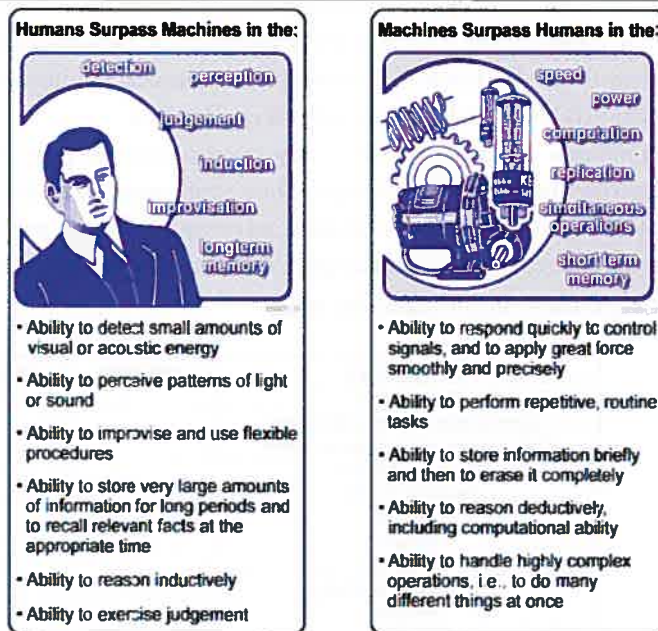 Humans Surpass Machines in the:
detection
perception
judgement
induction
improvisation
longterm
memory
• Ability to detect small amounts of
visual or acoustic energy
• Ability to perceive patterns of light
or sound
• Ability to improvise and use flexible
procedures
• Ability to store very large amounts
of information for long periods and
to recall relevant facts at the
appropriate time
• Ability to reason inductively
• Ability to exercise judgement
Machines Surpass Humans in the:
speed
power
computation
replication
simultaneous
operations
short term
memory
• Ability to respond quickly to control
signals, and to apply great force
smoothly and precisely
• Ability to perform repetitive, routine
tasks
• Ability to store information briefly
and then to erase it completely
• Ability to reason deductively,
including computational ability
• Ability to handle highly complex
operations, i.e., to do many
different things at once